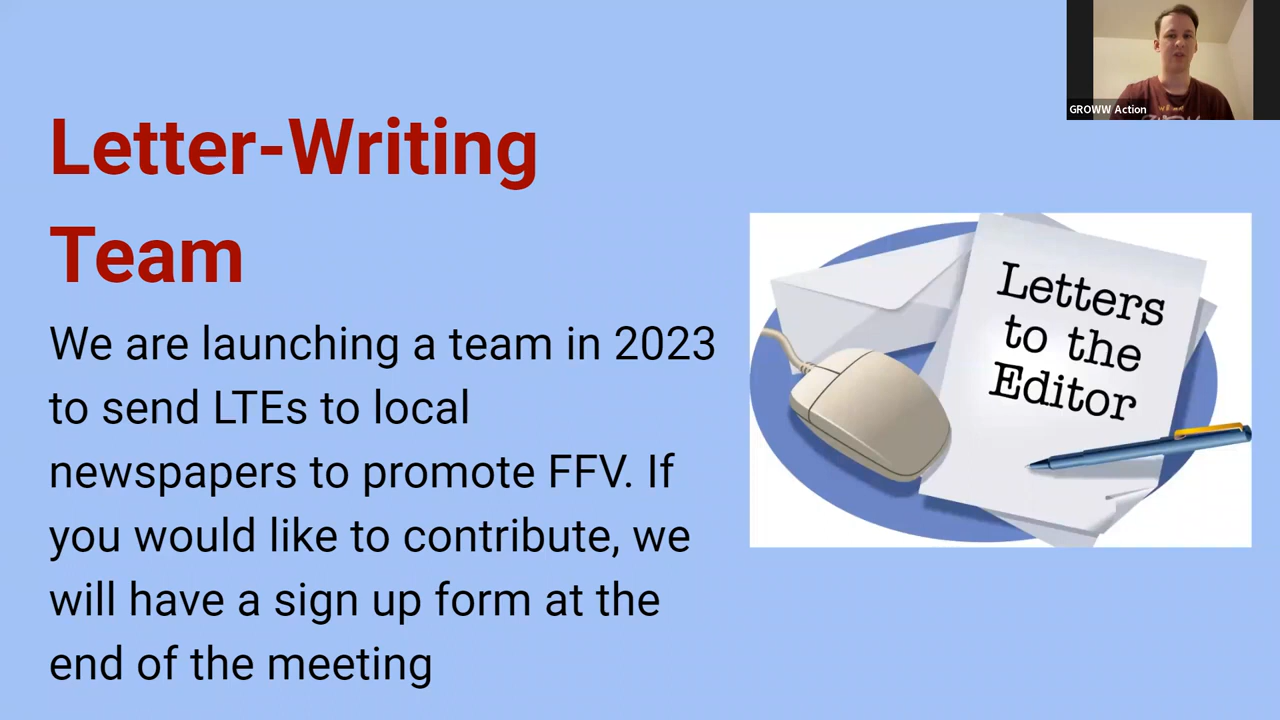 GROWW Action
Letter-Writing
Team
We are launching a team in 2023
to send LTEs to local
newspapers to promote FFV. If
you would like to contribute, we
will have a sign up form at the
end of the meeting
Letters
to the
Editor